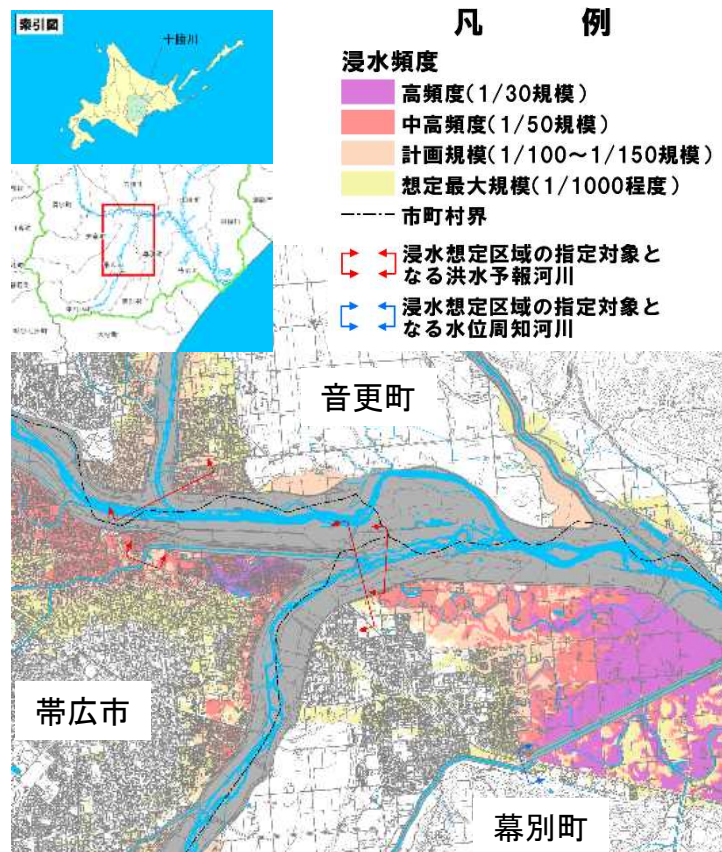 索引図
十勝川
凡 例
浸水頻度
高頻度(1/30規模)
中高頻度(1/50規模)
計画規模(1/100～1/150規模)
想定最大規模(1/1000程度)
市町村界
浸水想定区域の指定対象と
なる洪水予報河川
浸水想定区域の指定対象と
なる水位周知河川
音更町
帯広市
幕別町